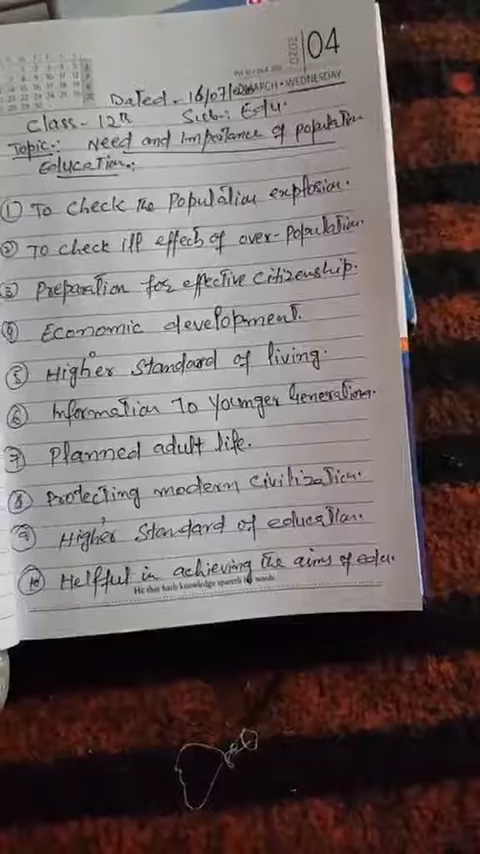 2020 04
MARCH • WEDNESDAY
Dated - 16/07/
Class - 12th Sub: Edu.
Topic: Need and Importance of population
Education:
① To check the Population explosion.
② To check ill effects of over-Population.
③ Preparation for effective citizenship.
④ Economic development.
⑤ Higher Standard of living.
⑥ Information To Younger Generation.
⑦ Planned adult life.
⑧ Protecting modern civilization.
⑨ Higher Standard of education.
⑩ Helpful in achieving the aims of edu.
He that hath knowledge spareth words